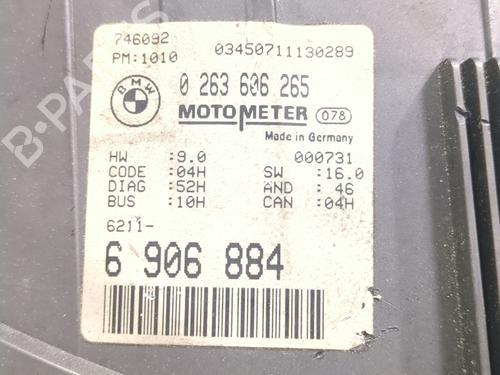 746092 03450711130289
PM:1010
BMW
0 263 606 265
MOTOMETER 078
Made in Germany
HW :9.0 000731
CODE :04H SW :16.0
DIAG :52H AND : 46
BUS :10H CAN :04H
6211-
6 906 884